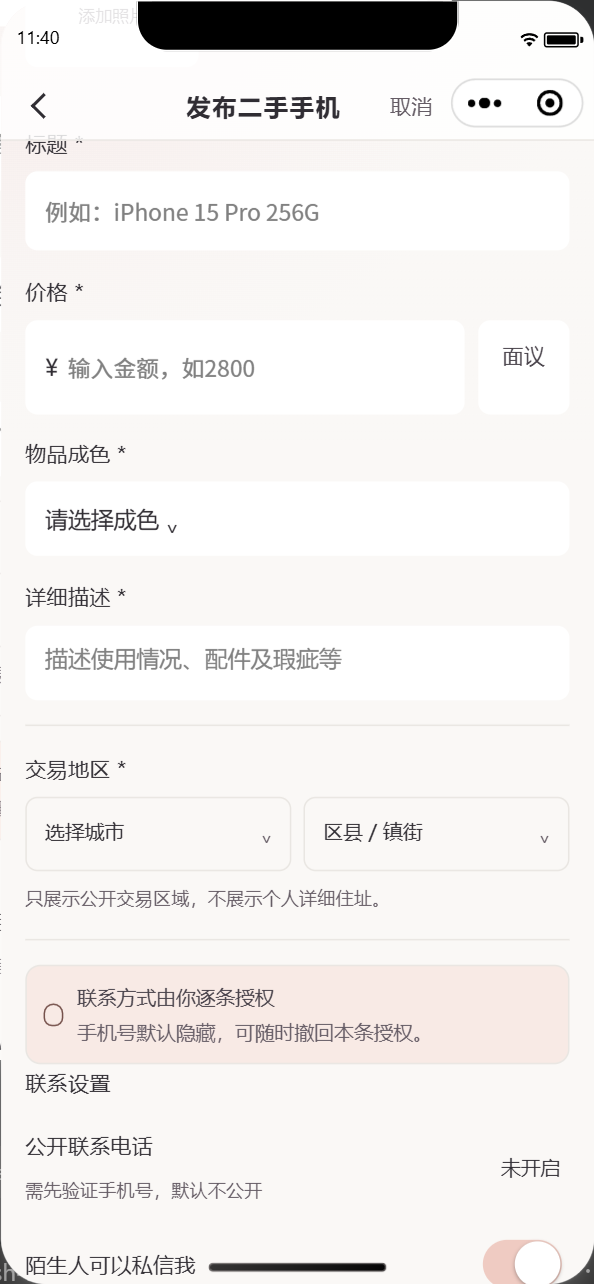 添加照片
11:40
发布二手手机
取消
标题 *
例如：iPhone 15 Pro 256G
价格 *
¥ 输入金额，如2800
面议
物品成色 *
请选择成色
详细描述 *
描述使用情况、配件及瑕疵等
交易地区 *
选择城市
区县 / 镇街
只展示公开交易区域，不展示个人详细住址。
联系方式由你逐条授权
手机号默认隐藏，可随时撤回本条授权。
联系设置
公开联系电话
未开启
需先验证手机号，默认不公开
陌生人可以私信我